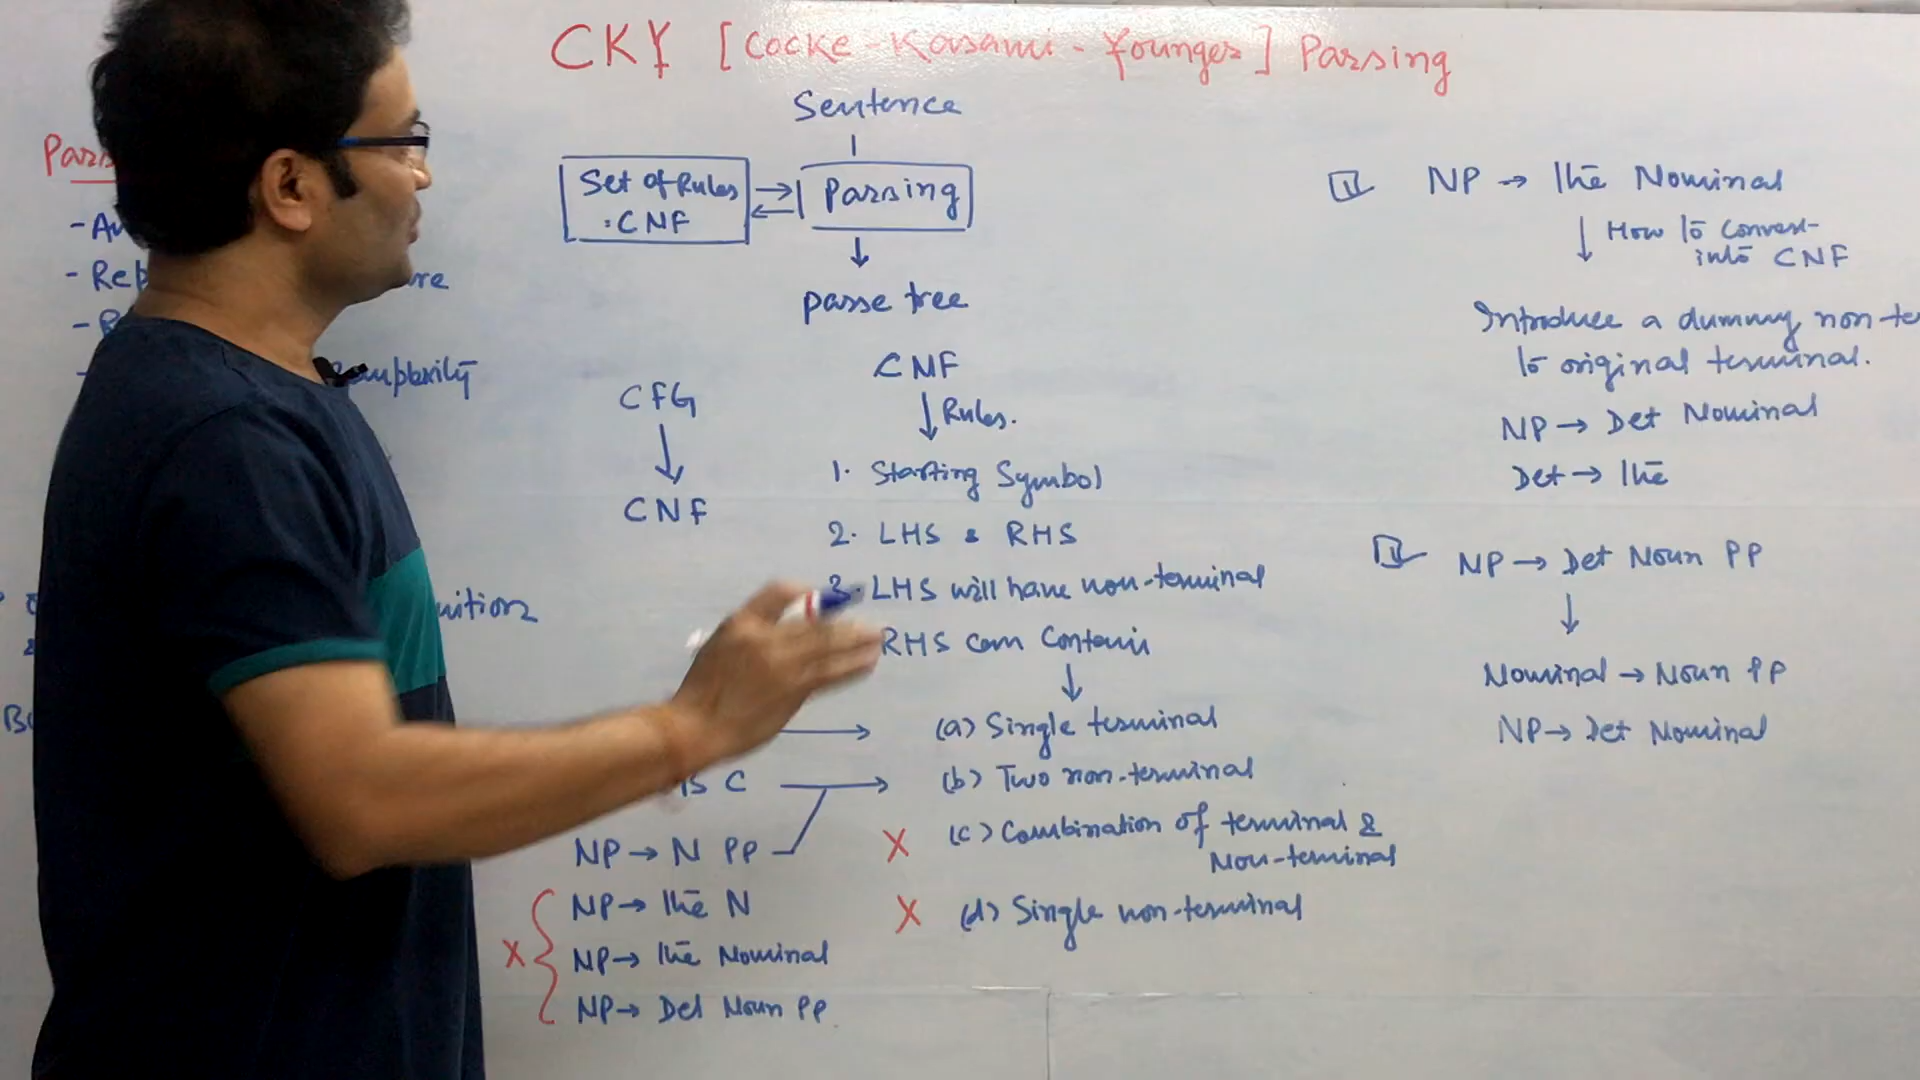 CKY [Cocke-Kasami-Younger] Parsing
Sentence
Set of Rules
:CNF
Parsing
Parse tree
CFG
CNF
CNF
Rules.
1. Starting Symbol
2. LHS & RHS
3. LHS will have non-terminal
RHS can Contain
(a) Single terminal
(b) Two non-terminal
X (c) Combination of terminal &
Non-terminal
X (d) Single non-terminal
B C
NP → N PP
NP → The N
X
NP → The Nominal
NP → Det Noun PP
I NP → The Nominal
How to Convert
into CNF
Introduce a dummy non-te
to original terminal.
NP → Det Nominal
Det → The
II NP → Det Noun PP
Nominal → Noun PP
NP → Det Nominal